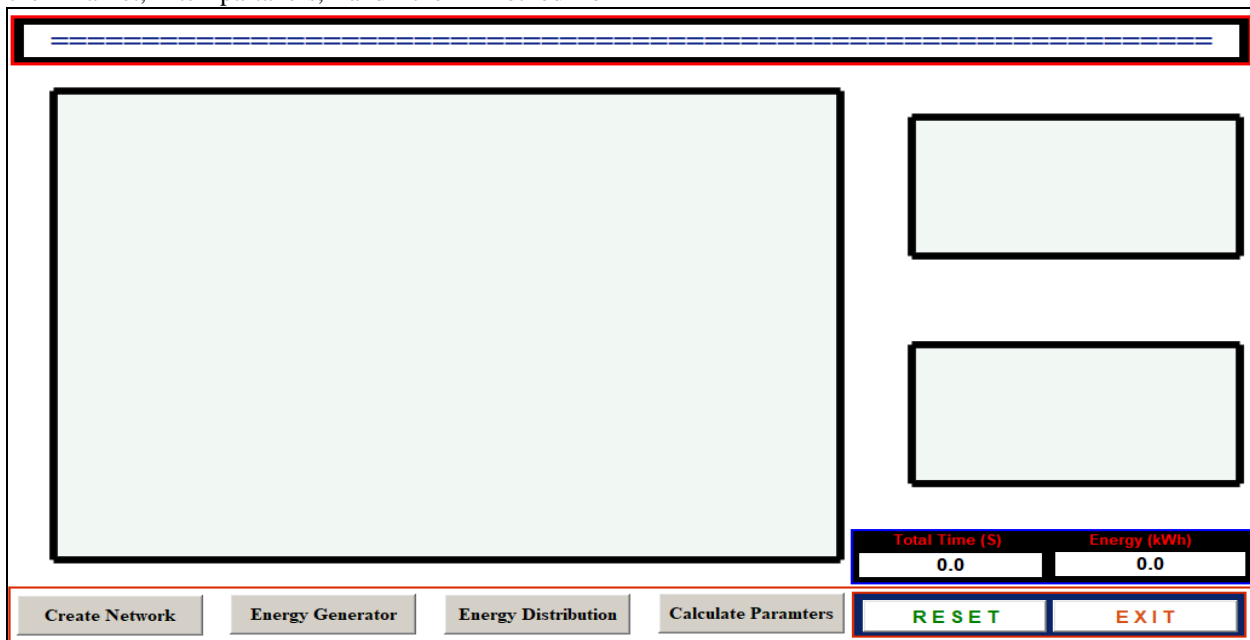 ================================================================
Total Time (S) Energy (kWh)
0.0 0.0
Create Network Energy Generator Energy Distribution Calculate Paramters RESET EXIT